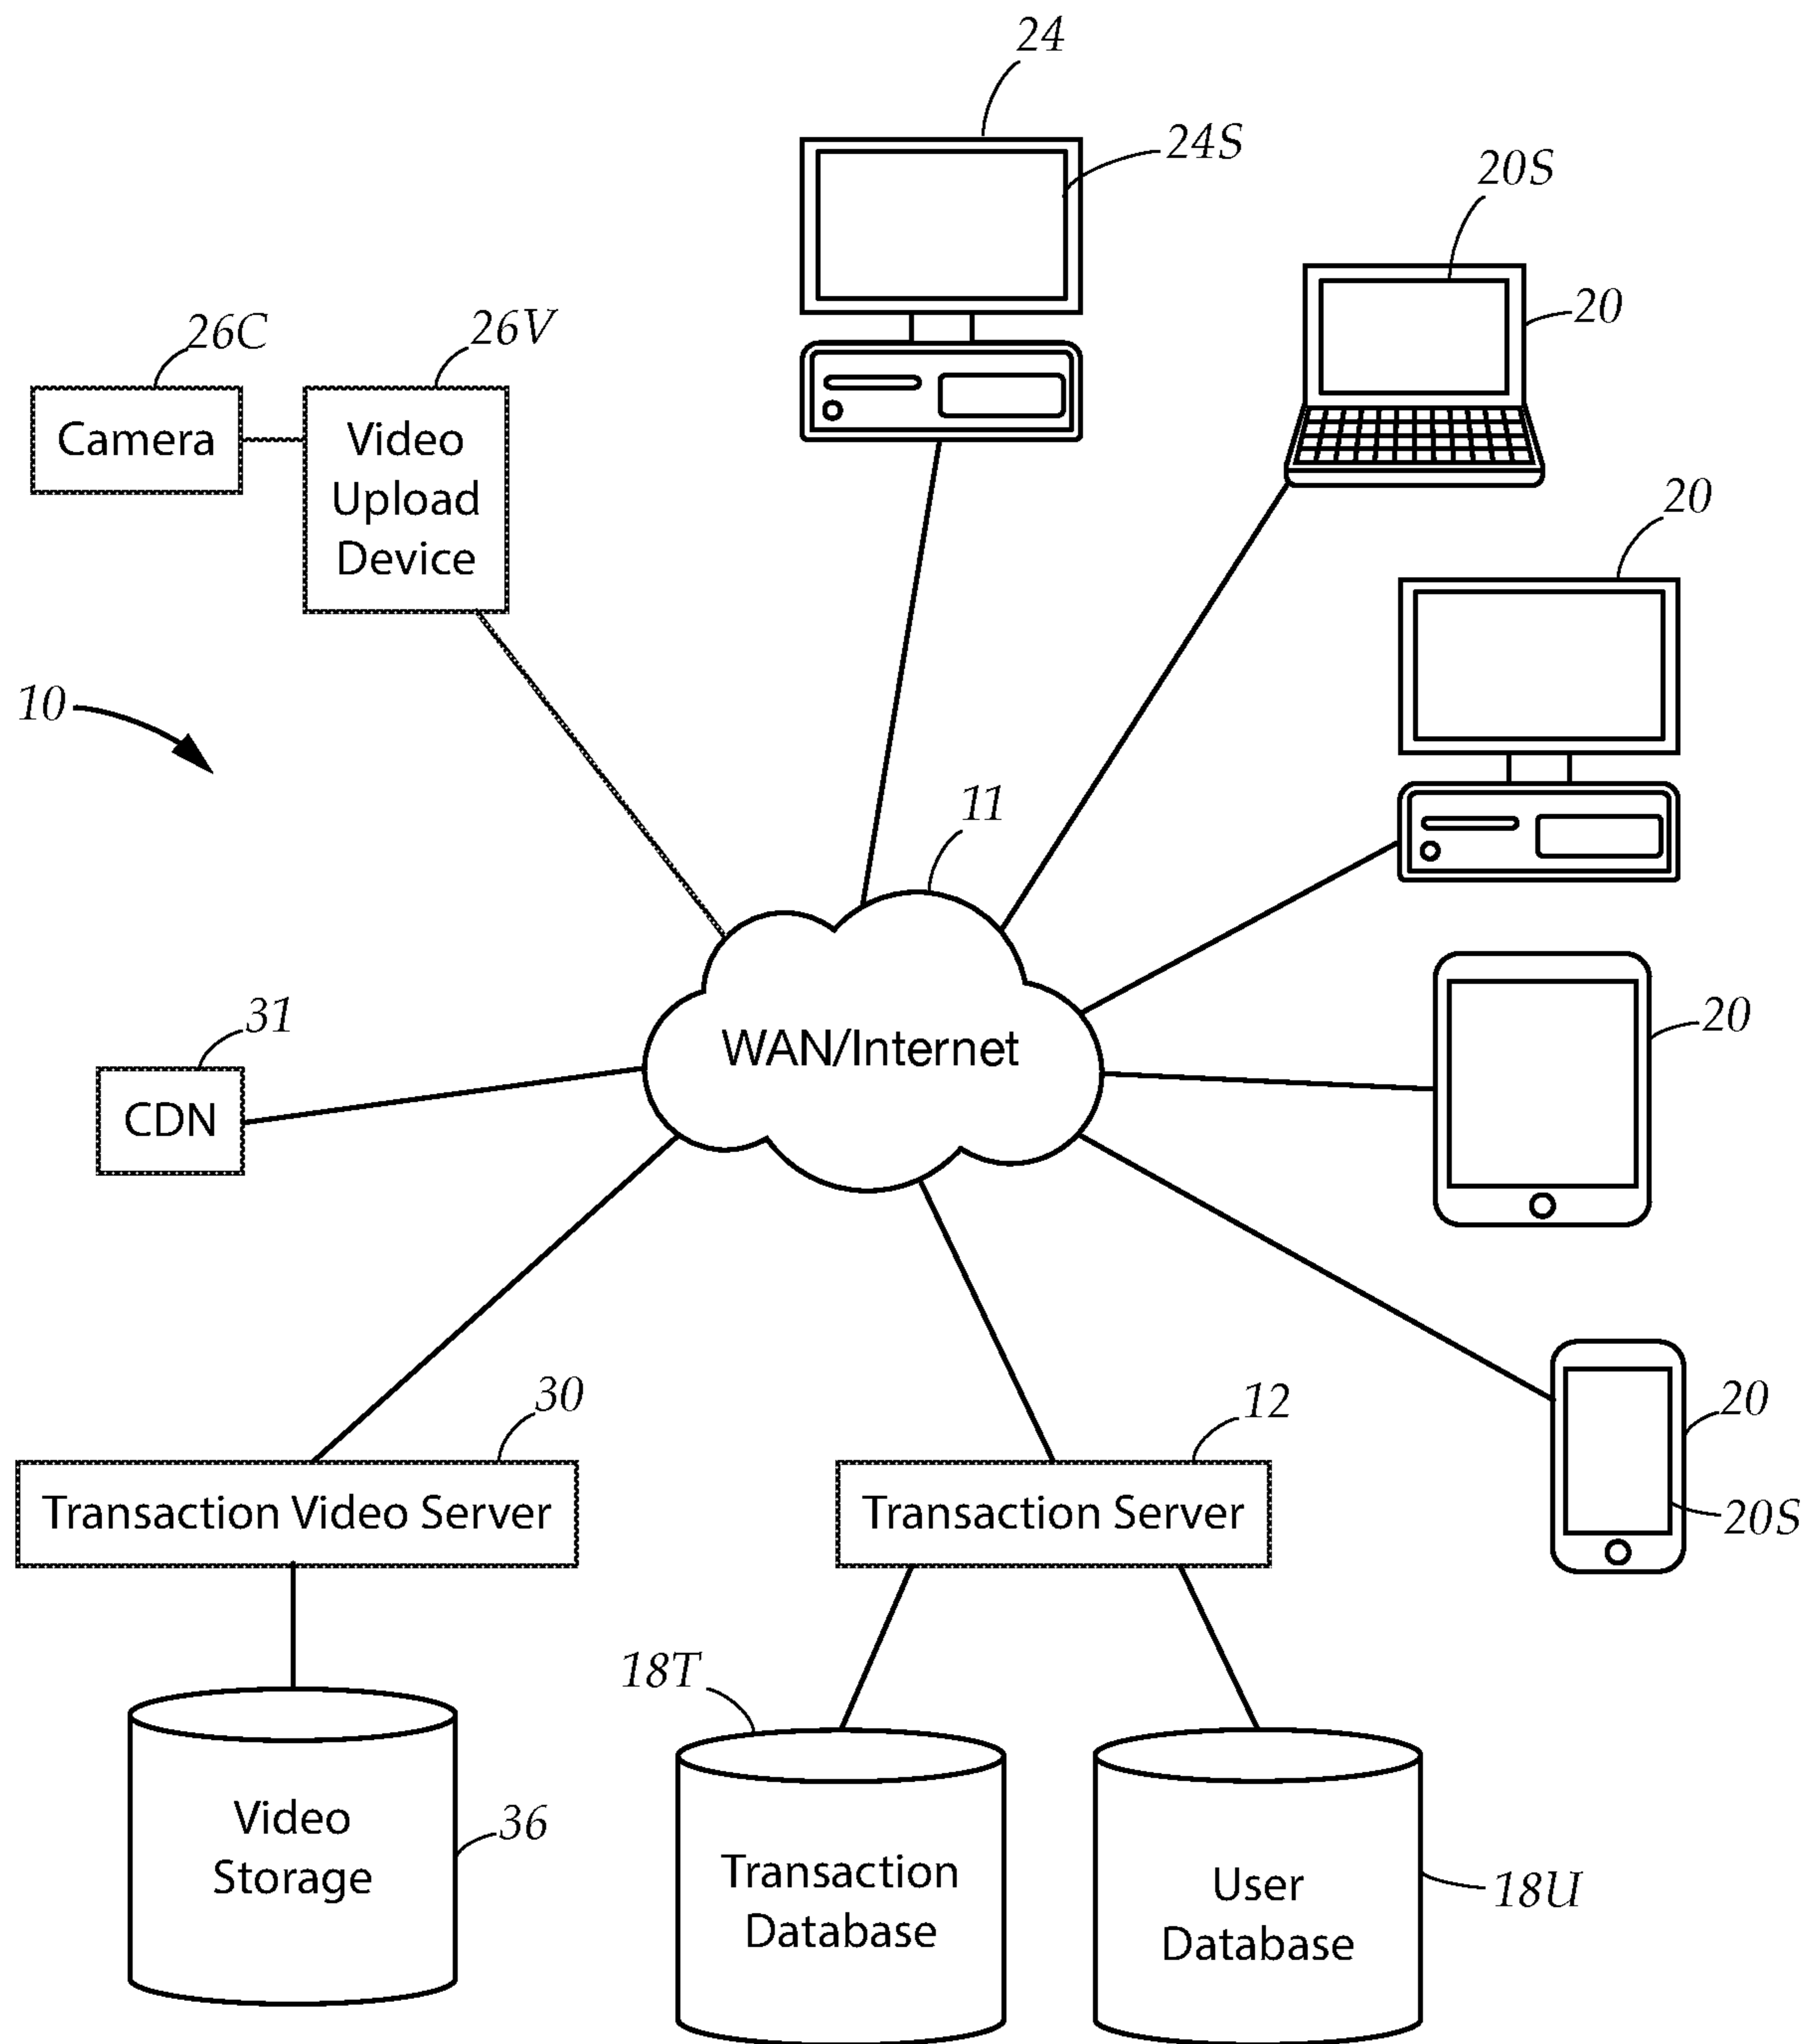 24
24S
20S
20
26C
26V
Camera
Video
Upload
Device
20
10
11
WAN/Internet
31
CDN
20
30
12
20
Transaction Video Server
Transaction Server
20S
18T
Video
Storage
36
Transaction
Database
User
Database
18U